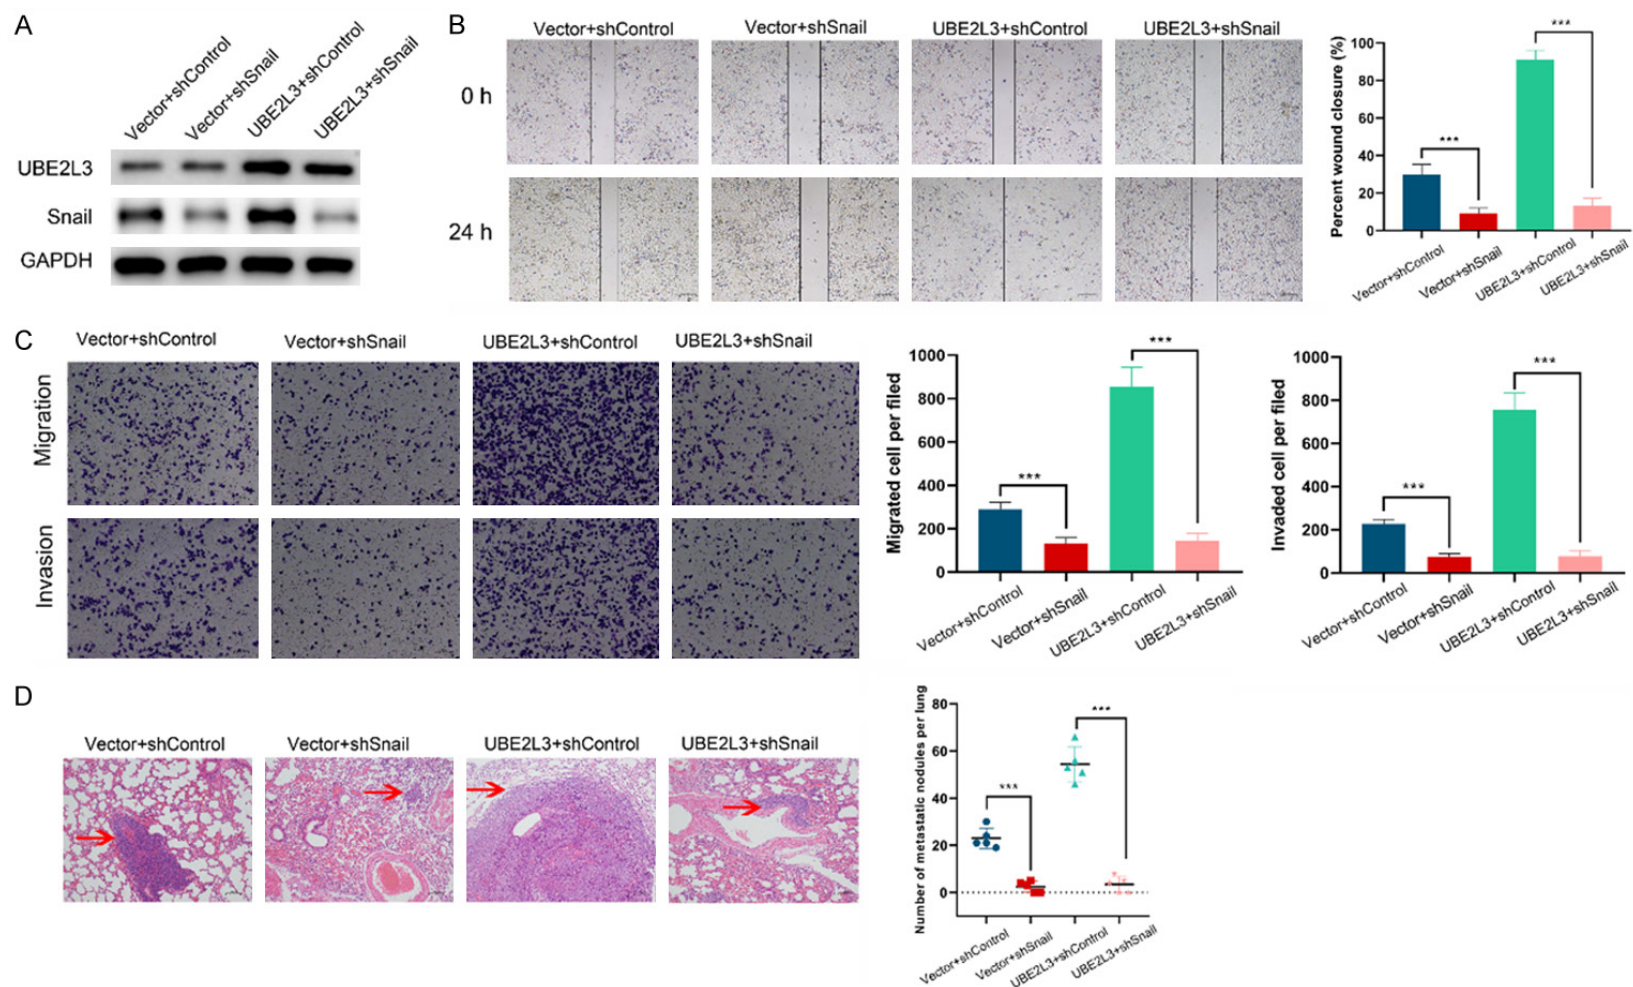 A
Vector+shControl
Vector+shSnail
UBE2L3+shControl
UBE2L3+shSnail
UBE2L3
Snail
GAPDH
B
Vector+shControl
Vector+shSnail
UBE2L3+shControl
UBE2L3+shSnail
0 h
24 h
Percent wound closure (%)
100
80
60
40
20
0
***
***
Vector+shControl
Vector+shSnail
UBE2L3+shControl
UBE2L3+shSnail
C
Vector+shControl
Vector+shSnail
UBE2L3+shControl
UBE2L3+shSnail
Migration
Invasion
Migrated cell per filed
1000
800
600
400
200
0
***
***
Vector+shControl
Vector+shSnail
UBE2L3+shControl
UBE2L3+shSnail
Invaded cell per filed
1000
800
600
400
200
0
***
***
Vector+shControl
Vector+shSnail
UBE2L3+shControl
UBE2L3+shSnail
D
Vector+shControl
Vector+shSnail
UBE2L3+shControl
UBE2L3+shSnail
Number of metastatic nodules per lung
80
60
40
20
0
***
***
Vector+shControl
Vector+shSnail
UBE2L3+shControl
UBE2L3+shSnail